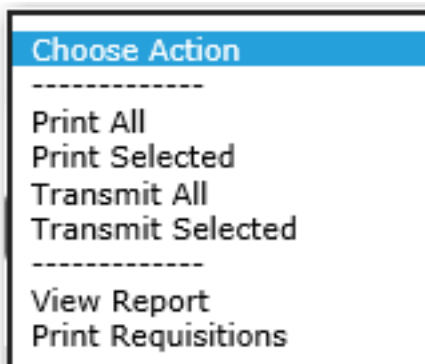 Choose Action
-------------
Print All
Print Selected
Transmit All
Transmit Selected
-------------
View Report
Print Requisitions